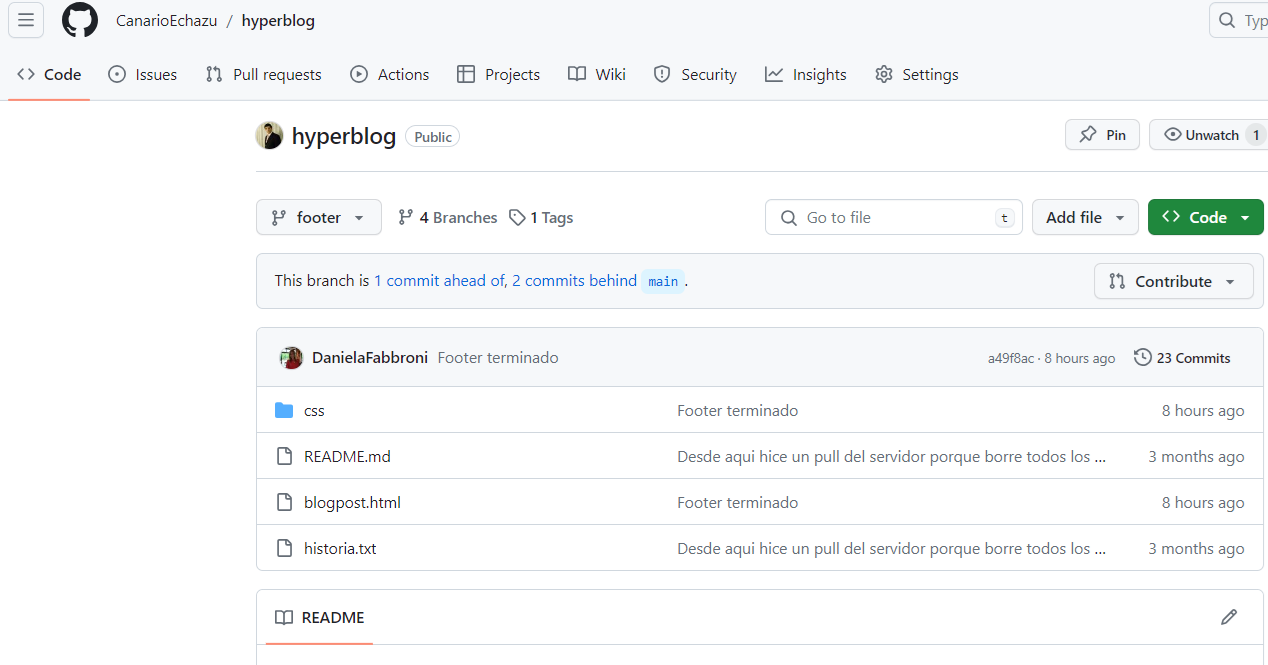 CanarioEchazu / hyperblog Typ
Code Issues Pull requests Actions Projects Wiki Security Insights Settings
hyperblog Public Pin Unwatch 1
footer 4 Branches 1 Tags Go to file t Add file Code
This branch is 1 commit ahead of, 2 commits behind main . Contribute
DanielaFabbroni Footer terminado a49f8ac · 8 hours ago 23 Commits
css Footer terminado 8 hours ago
README.md Desde aqui hice un pull del servidor porque borre todos los ... 3 months ago
blogpost.html Footer terminado 8 hours ago
historia.txt Desde aqui hice un pull del servidor porque borre todos los ... 3 months ago
README